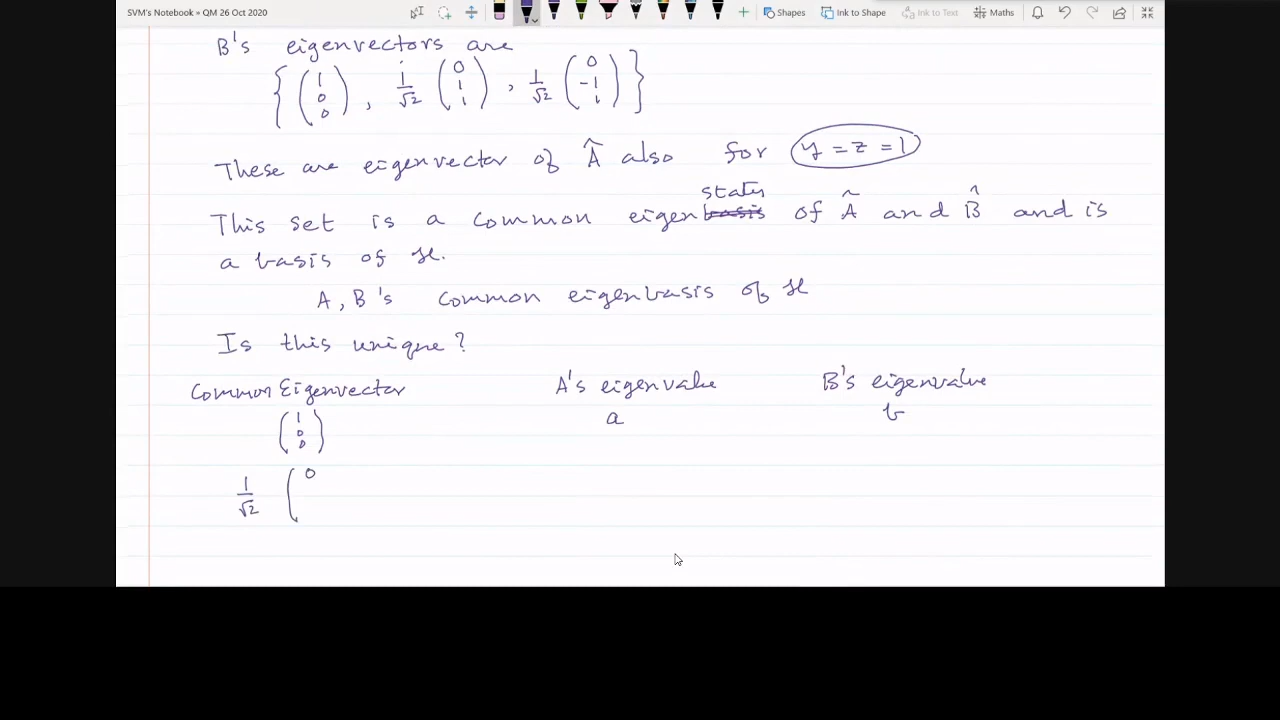 SVM's Notebook » QM 26 Oct 2020
Shapes Ink to Shape Ink to Text Maths
B's eigenvectors are
{ (1 0 0), 1/√2 (0 1 1), 1/√2 (0 -1 1) }
These are eigenvector of Â also for y = z = 1
states
This set is a common eigenbasis of Ã and B̂ and is
a basis of ℋ.
A, B's common eigenbasis of ℋ
Is this unique?
Common Eigenvector A's eigenvalue B's eigenvalue
(1 0 0) a b
1/√2 (0